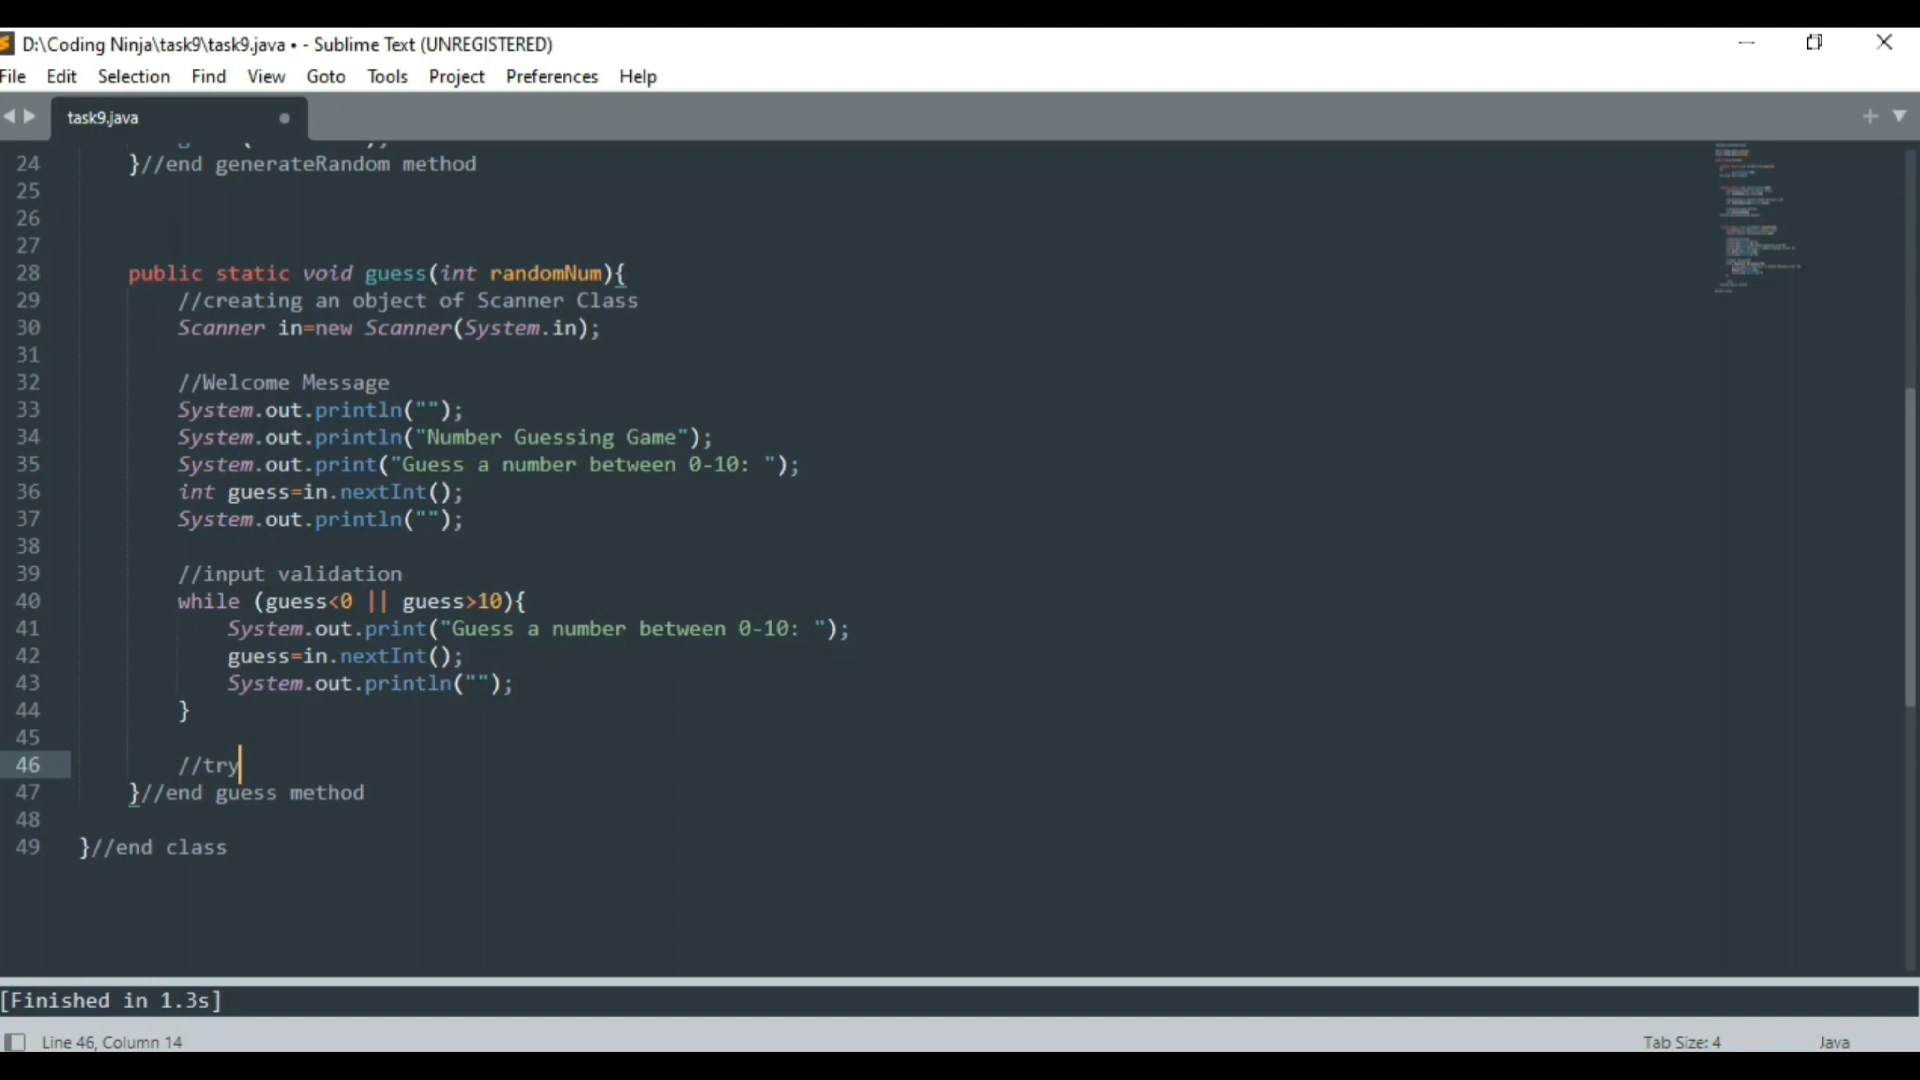 D:\Coding Ninja\task9\task9.java • - Sublime Text (UNREGISTERED)
File Edit Selection Find View Goto Tools Project Preferences Help
task9.java
24 }//end generateRandom method
25
26
27
28 public static void guess(int randomNum){
29 //creating an object of Scanner Class
30 Scanner in=new Scanner(System.in);
31
32 //Welcome Message
33 System.out.println("");
34 System.out.println("Number Guessing Game");
35 System.out.print("Guess a number between 0-10: ");
36 int guess=in.nextInt();
37 System.out.println("");
38
39 //input validation
40 while (guess<0 || guess>10){
41 System.out.print("Guess a number between 0-10: ");
42 guess=in.nextInt();
43 System.out.println("");
44 }
45
46 //try
47 }//end guess method
48
49 }//end class
[Finished in 1.3s]
Line 46, Column 14 Tab Size: 4 Java